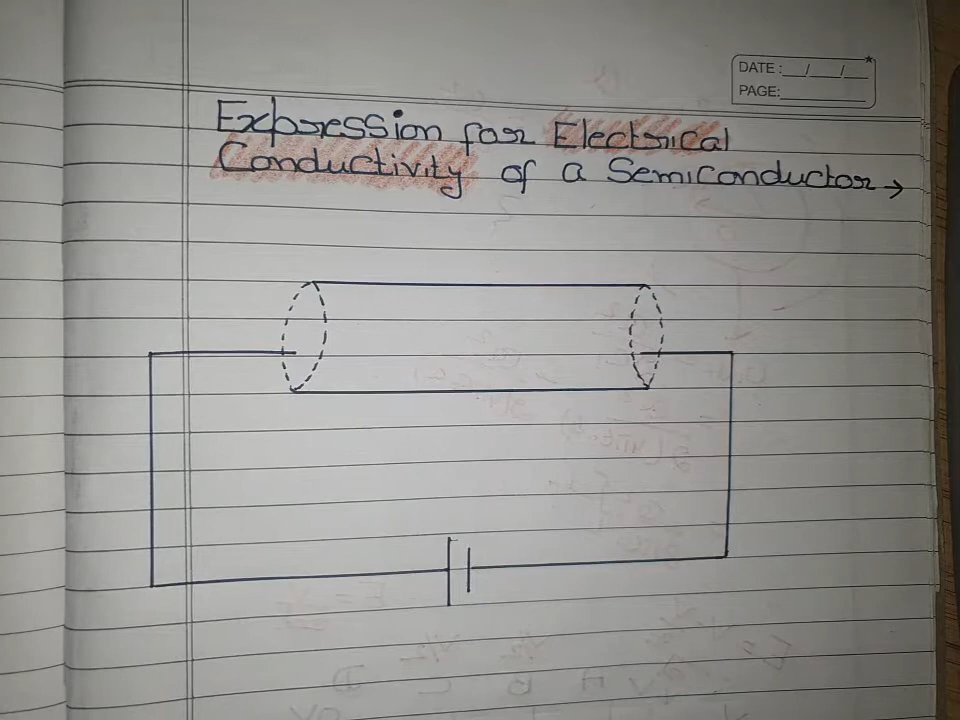 DATE: / /
PAGE:
Expression for Electrical
Conductivity of a Semiconductor →